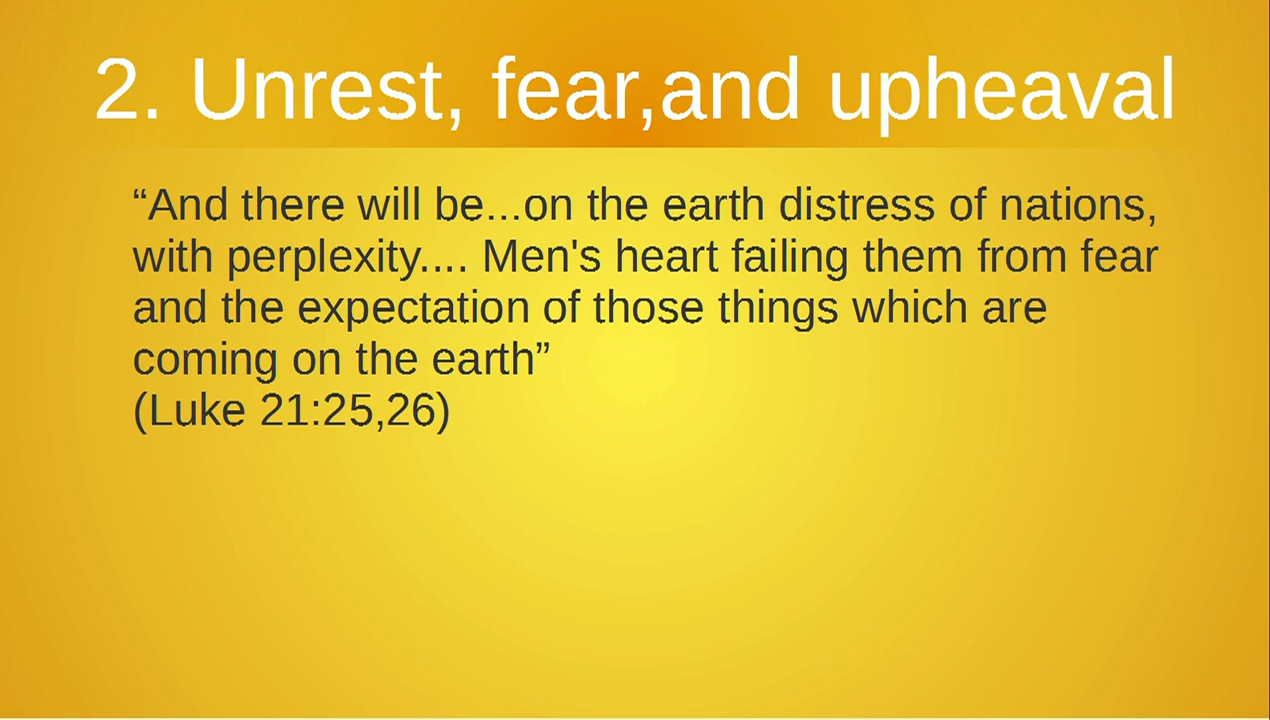 2. Unrest, fear,and upheaval
“And there will be...on the earth distress of nations,
with perplexity.... Men's heart failing them from fear
and the expectation of those things which are
coming on the earth”
(Luke 21:25,26)